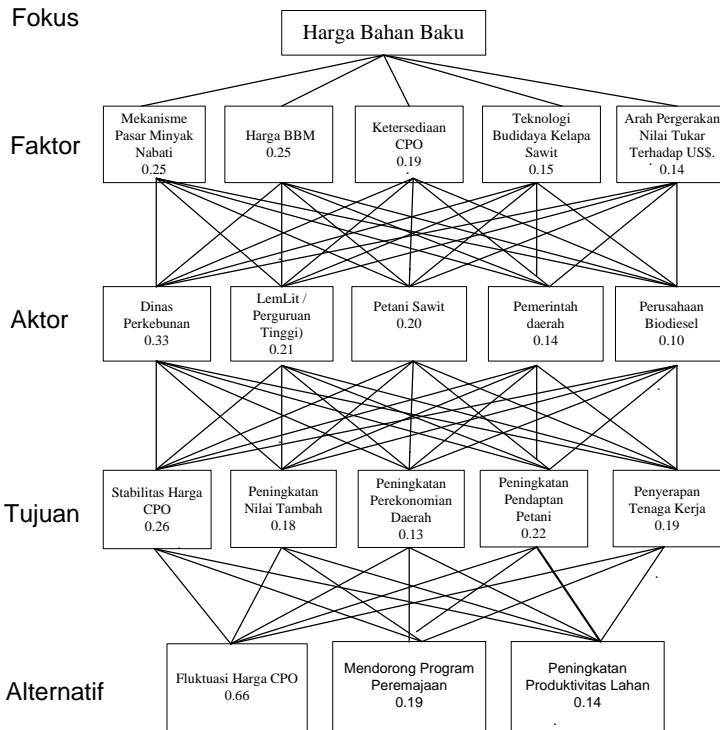 Fokus
Harga Bahan Baku
Faktor
Mekanisme
Pasar Minyak
Nabati
0.25
Harga BBM
0.25
Ketersediaan
CPO
0.19
Teknologi
Budidaya Kelapa
Sawit
0.15
Arah Pergerakan
Nilai Tukar
Terhadap US$.
0.14
Aktor
Dinas
Perkebunan
0.33
LemLit /
Perguruan
Tinggi)
0.21
Petani Sawit
0.20
Pemerintah
daerah
0.14
Perusahaan
Biodiesel
0.10
Tujuan
Stabilitas Harga
CPO
0.26
Peningkatan
Nilai Tambah
0.18
Peningkatan
Perekonomian
Daerah
0.13
Peningkatan
Pendaptan
Petani
0.22
Penyerapan
Tenaga Kerja
0.19
Alternatif
Fluktuasi Harga CPO
0.66
Mendorong Program
Peremajaan
0.19
Peningkatan
Produktivitas Lahan
0.14